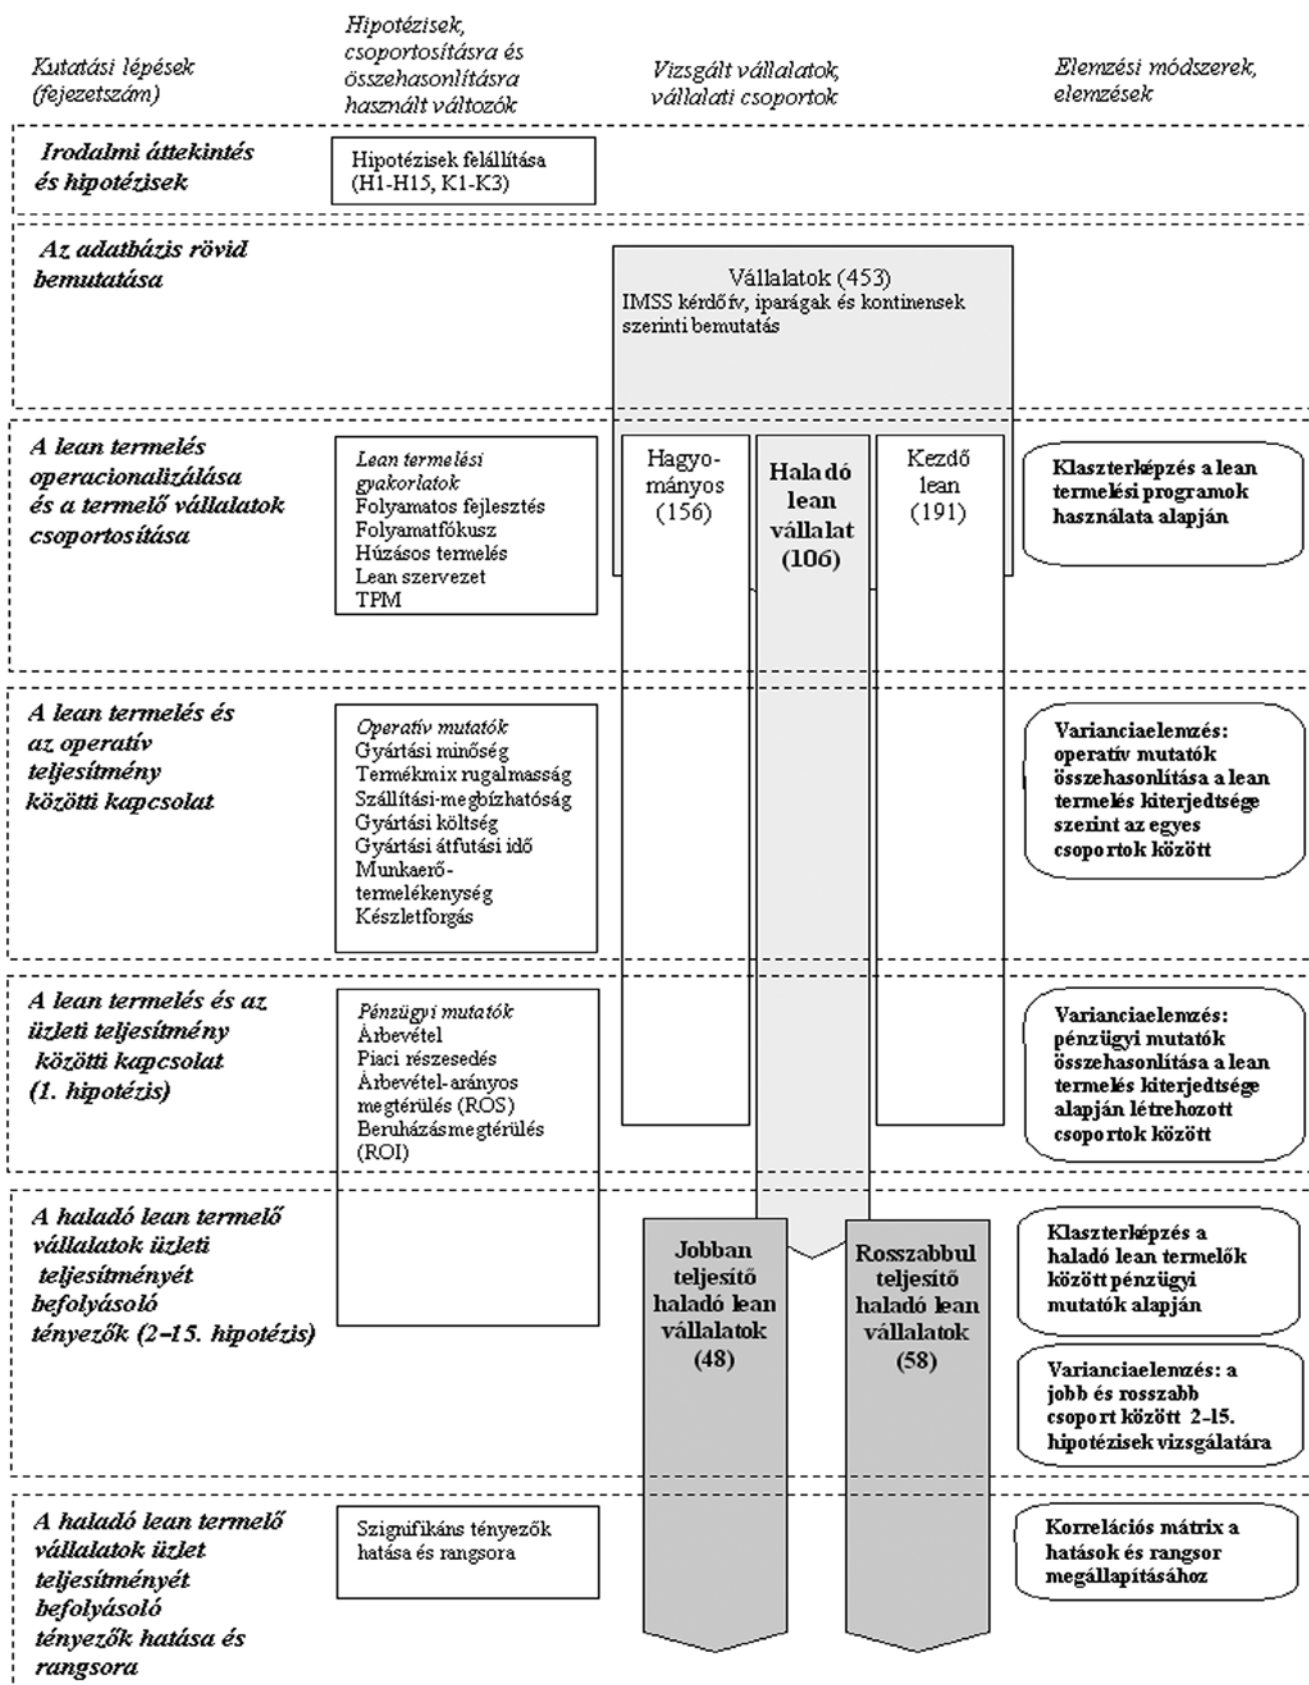 Kutatási lépések
(fejezetszám)
Hipotézisek,
csoportosításra és
összehasonlításra
használt változók
Vizsgált vállalatok,
vállalati csoportok
Elemzési módszerek,
elemzések
Irodalmi áttekintés
és hipotézisek
Hipotézisek felállítása
(H1-H15, K1-K3)
Az adatbázis rövid
bemutatása
Vállalatok (453)
IMSS kérdőív, iparágak és kontinensek
szerinti bemutatás
A lean termelés
operacionalizálása
és a termelő vállalatok
csoportosítása
Lean termelési
gyakorlatok
Folyamatos fejlesztés
Folyamatfókusz
Húzásos termelés
Lean szervezet
TPM
Hagyo-
mányos
(156)
Haladó
lean
vállalat
(106)
Kezdő
lean
(191)
Klaszterképzés a lean
termelési programok
használata alapján
A lean termelés és
az operatív
teljesítmény
közötti kapcsolat
Operatív mutatók
Gyártási minőség
Termékmix rugalmasság
Szállítási-megbízhatóság
Gyártási költség
Gyártási átfutási idő
Munkaerő-
termelékenység
Készletforgás
Varianciaelemzés:
operatív mutatók
összehasonlítása a lean
termelés kiterjedtsége
szerint az egyes
csoportok között
A lean termelés és az
üzleti teljesítmény
közötti kapcsolat
(1. hipotézis)
Pénzügyi mutatók
Árbevétel
Piaci részesedés
Árbevétel-arányos
megtérülés (ROS)
Beruházásmegtérülés
(ROI)
Varianciaelemzés:
pénzügyi mutatók
összehasonlítása a lean
termelés kiterjedtsége
alapján létrehozott
csoportok között
A haladó lean termelő
vállalatok üzleti
teljesítményét
befolyásoló
tényezők (2–15. hipotézis)
Jobban
teljesítő
haladó lean
vállalatok
(48)
Rosszabbul
teljesítő
haladó lean
vállalatok
(58)
Klaszterképzés a
haladó lean termelők
között pénzügyi
mutatók alapján
Varianciaelemzés: a
jobb és rosszabb
csoport között 2-15.
hipotézisek vizsgálatára
A haladó lean termelő
vállalatok üzlet
teljesítményét
befolyásoló
tényezők hatása és
rangsora
Szignifikáns tényezők
hatása és rangsora
Korrelációs mátrix a
hatások és rangsor
megállapításához